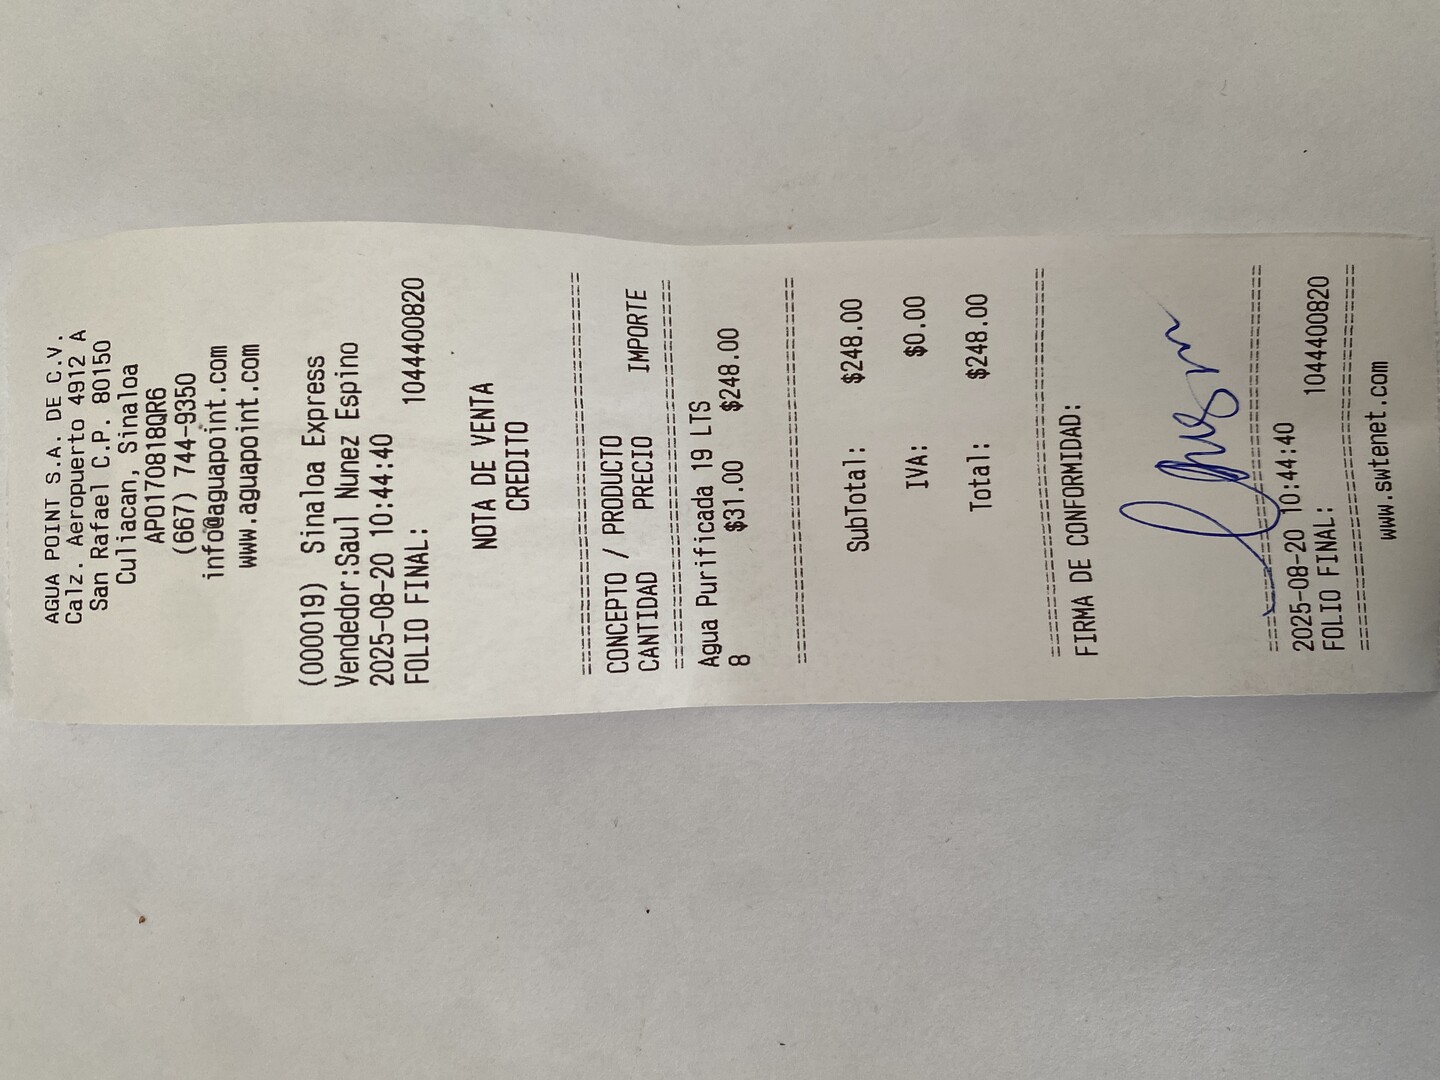 AGUA POINT S.A. DE C.V.
Calz. Aeropuerto 4912 A
San Rafael C.P. 80150
Culiacan, Sinaloa
APO170818QR6
(667) 744-9350
info@aguapoint.com
www.aguapoint.com
(000019) Sinaloa Express
Vendedor:Saul Nunez Espino
2025-08-20 10:44:40
FOLIO FINAL: 1044400820
NOTA DE VENTA
CREDITO
==============================
CONCEPTO / PRODUCTO
CANTIDAD PRECIO IMPORTE
==============================
Agua Purificada 19 LTS
8 $31.00 $248.00
------------------------------
SubTotal: $248.00
IVA: $0.00
Total: $248.00
==============================
FIRMA DE CONFORMIDAD:
==============================
2025-08-20 10:44:40
FOLIO FINAL: 1044400820
==============================
www.swtenet.com